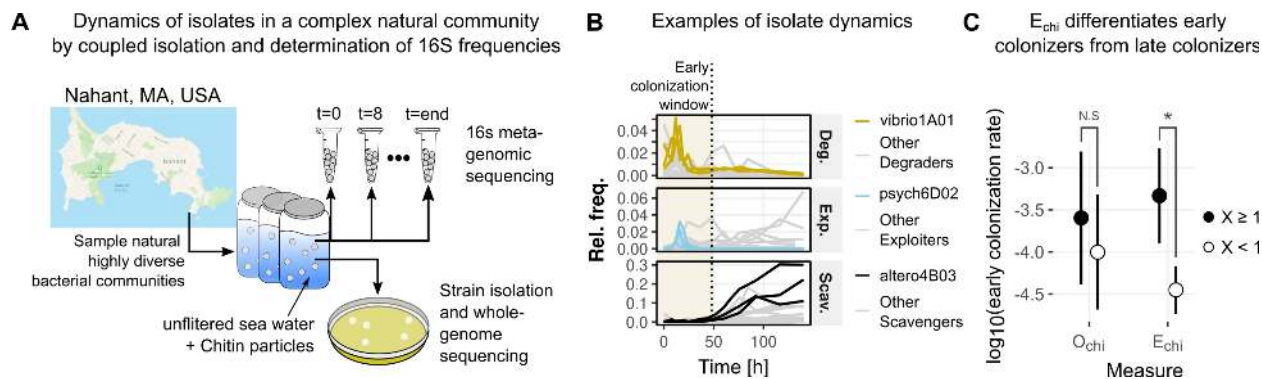 A
Dynamics of isolates in a complex natural community
by coupled isolation and determination of 16S frequencies
Nahant, MA, USA
t=0
t=8
t=end
16s meta-
genomic
sequencing
Sample natural
highly diverse
bacterial communities
unflitered sea water
+ Chitin particles
Strain isolation
and whole-
genome
sequencing
B
Examples of isolate dynamics
Early
colonization
window
Rel. freq.
0.04
0.02
0.00
Deg.
vibrio1A01
Other
Degraders
0.06
0.04
0.02
0.00
Exp.
psych6D02
Other
Exploiters
0.3
0.2
0.1
0.0
Scav.
altero4B03
Other
Scavengers
0
50
100
Time [h]
C
Echi differentiates early
colonizers from late colonizers
log10(early colonization rate)
-3.0
-3.5
-4.0
-4.5
N.S
*
X ≥ 1
X < 1
Ochi
Echi
Measure